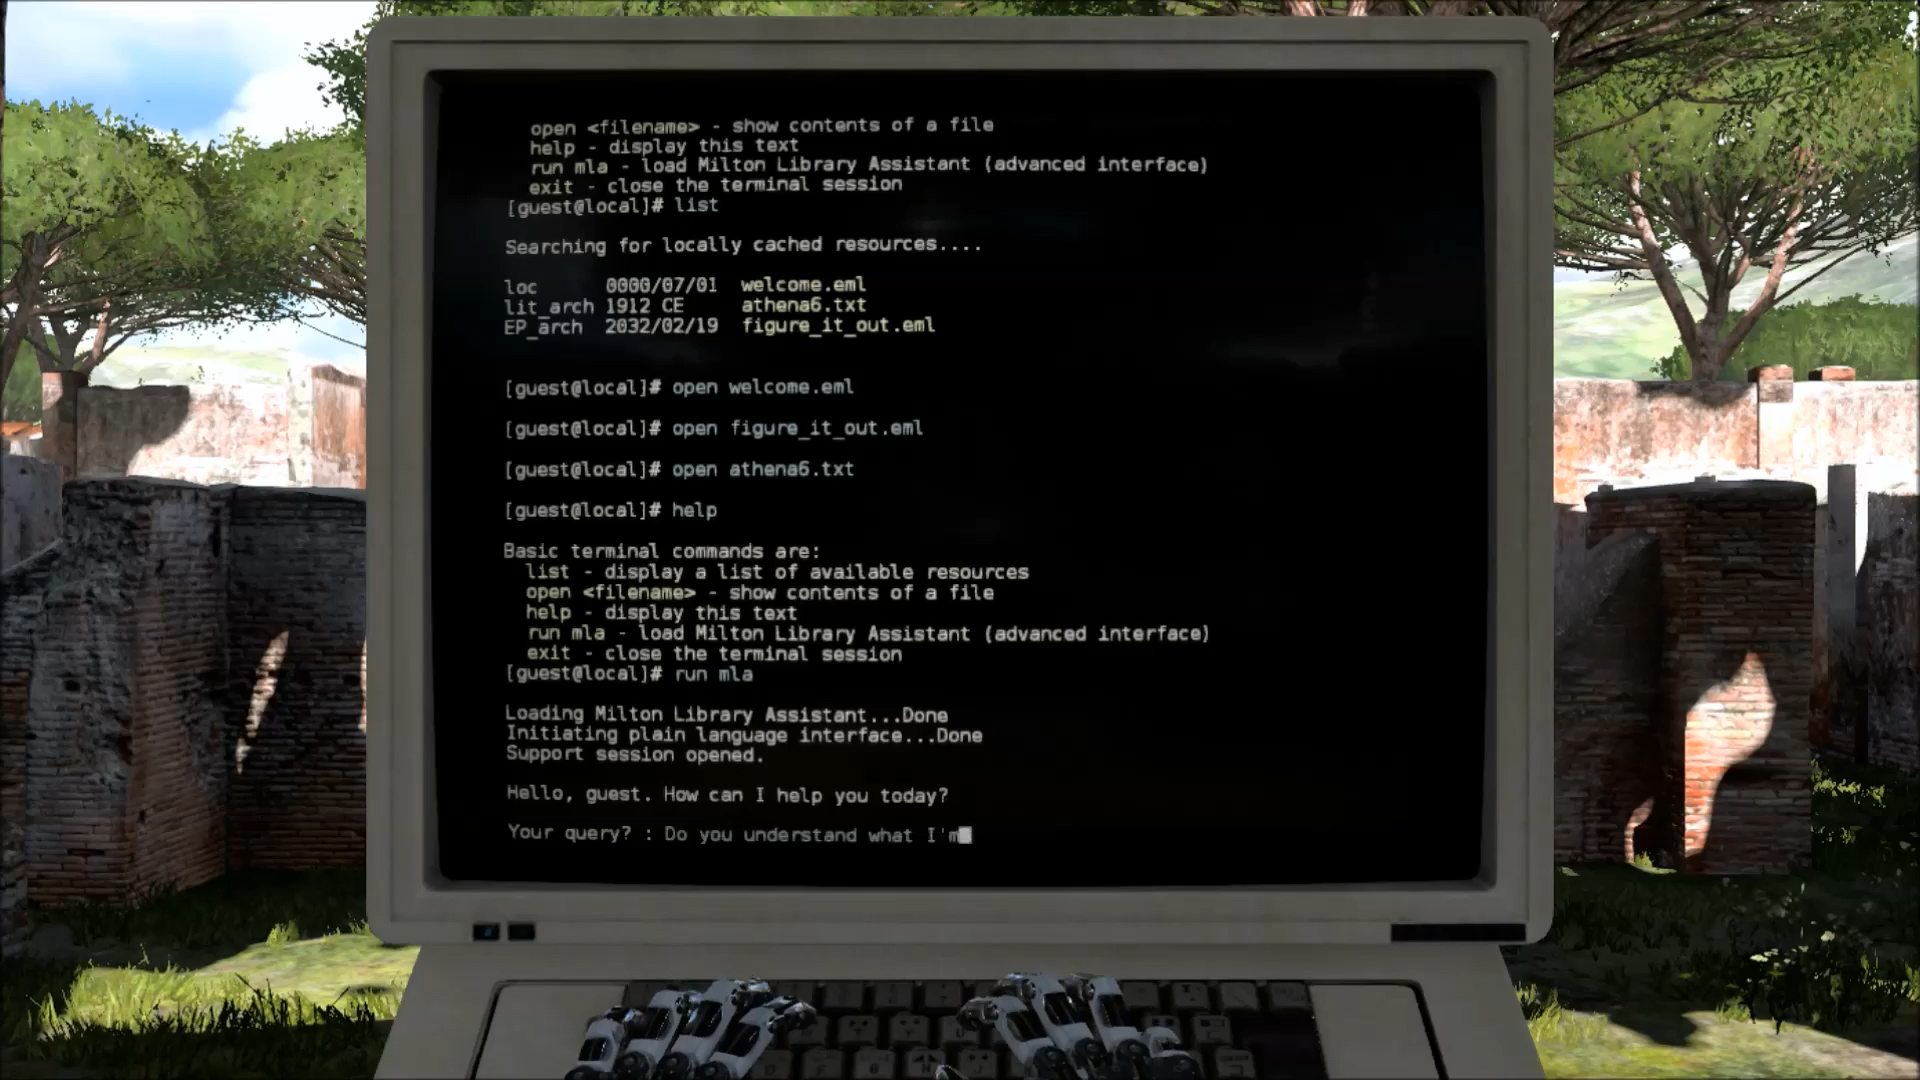 open <filename> - show contents of a file
help - display this text
run mla - load Milton Library Assistant (advanced interface)
exit - close the terminal session
[guest@local]# list
Searching for locally cached resources....
loc 0000/07/01 welcome.eml
lit_arch 1912 CE athena6.txt
EP_arch 2032/02/19 figure_it_out.eml
[guest@local]# open welcome.eml
[guest@local]# open figure_it_out.eml
[guest@local]# open athena6.txt
[guest@local]# help
Basic terminal commands are:
list - display a list of available resources
open <filename> - show contents of a file
help - display this text
run mla - load Milton Library Assistant (advanced interface)
exit - close the terminal session
[guest@local]# run mla
Loading Milton Library Assistant...Done
Initiating plain language interface...Done
Support session opened.
Hello, guest. How can I help you today?
Your query? : Do you understand what I'm